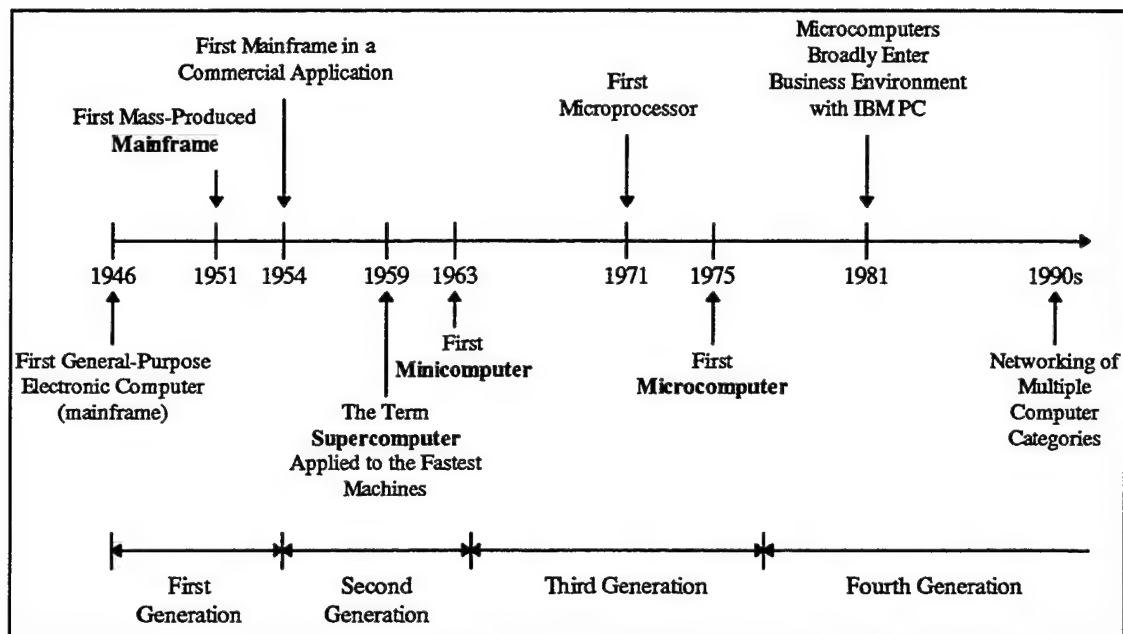 First Mainframe in a
Commercial Application
First Mass-Produced
Mainframe
First
Microprocessor
Microcomputers
Broadly Enter
Business Environment
with IBM PC
1946
1951
1954
1959
1963
1971
1975
1981
1990s
First General-Purpose
Electronic Computer
(mainframe)
The Term
Supercomputer
Applied to the Fastest
Machines
First
Minicomputer
First
Microcomputer
Networking of
Multiple
Computer
Categories
First
Generation
Second
Generation
Third Generation
Fourth Generation